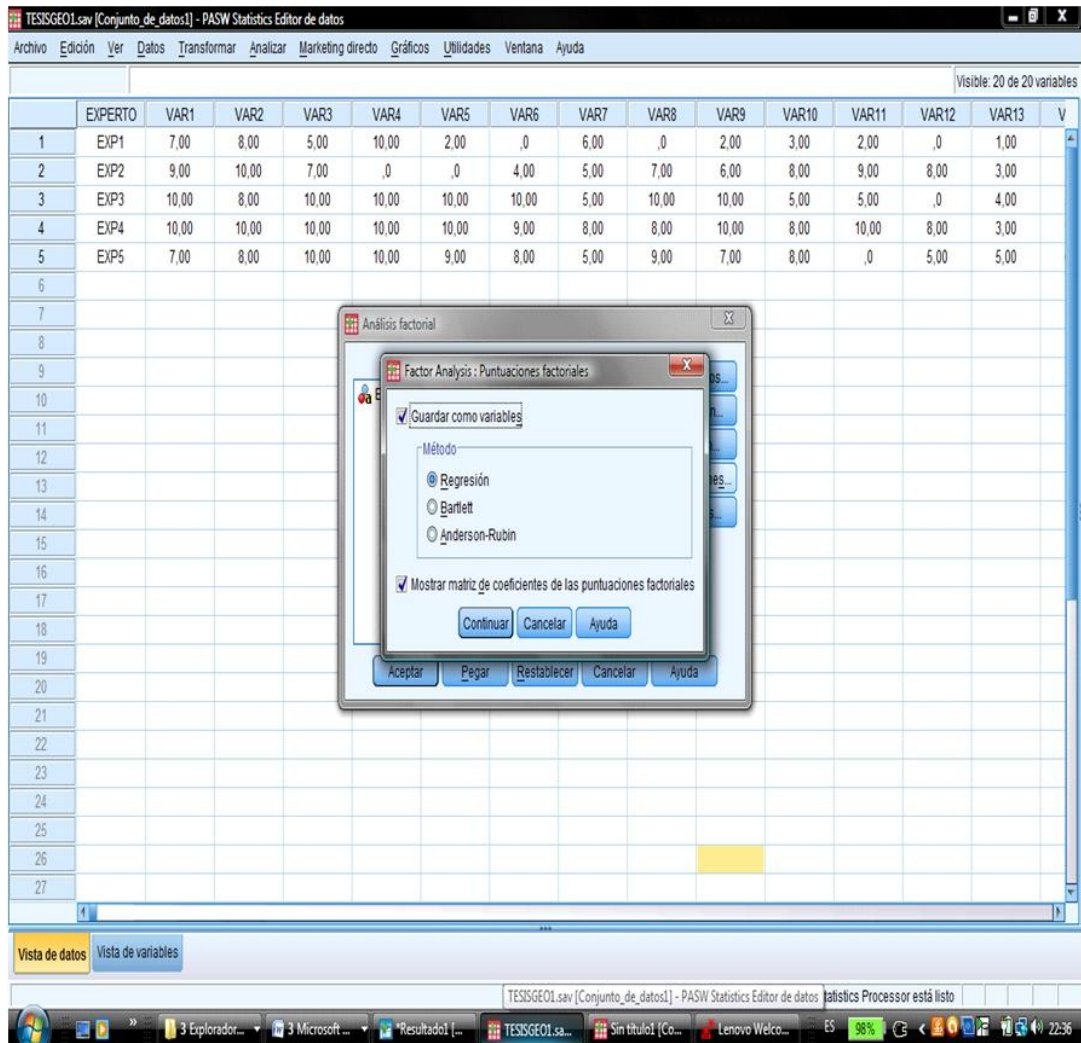 TESISGEO1.sav [Conjunto_de_datos1] - PASW Statistics Editor de datos
Archivo Edición Ver Datos Transformar Analizar Marketing directo Gráficos Utilidades Ventana Ayuda
Visible: 20 de 20 variables
EXPERTO VAR1 VAR2 VAR3 VAR4 VAR5 VAR6 VAR7 VAR8 VAR9 VAR10 VAR11 VAR12 VAR13 V
1 EXP1 7,00 8,00 5,00 10,00 2,00 ,0 6,00 ,0 2,00 3,00 2,00 ,0 1,00
2 EXP2 9,00 10,00 7,00 ,0 ,0 4,00 5,00 7,00 6,00 8,00 9,00 8,00 3,00
3 EXP3 10,00 8,00 10,00 10,00 10,00 10,00 5,00 10,00 10,00 5,00 5,00 ,0 4,00
4 EXP4 10,00 10,00 10,00 10,00 10,00 9,00 8,00 8,00 10,00 8,00 10,00 8,00 3,00
5 EXP5 7,00 8,00 10,00 10,00 9,00 8,00 5,00 9,00 7,00 8,00 ,0 5,00 5,00
6
7
Análisis factorial
8
9
Factor Analysis : Puntuaciones factoriales
10
Guardar como variables
11
12
Método
13
Regresión
14
Bartlett
15
Anderson-Rubin
16
Mostrar matriz de coeficientes de las puntuaciones factoriales
17
18
Continuar Cancelar Ayuda
19
Aceptar Pegar Restablecer Cancelar Ayuda
20
21
22
23
24
25
26
27
Vista de datos Vista de variables
TESISGEO1.sav [Conjunto_de_datos1] - PASW Statistics Editor de datos tatistics Processor está listo
3 Explorador... 3 Microsoft ... *Resultado1 [... TESISGEO1.sa... Sin título1 [Co... Lenovo Welco... ES 98% 22:36